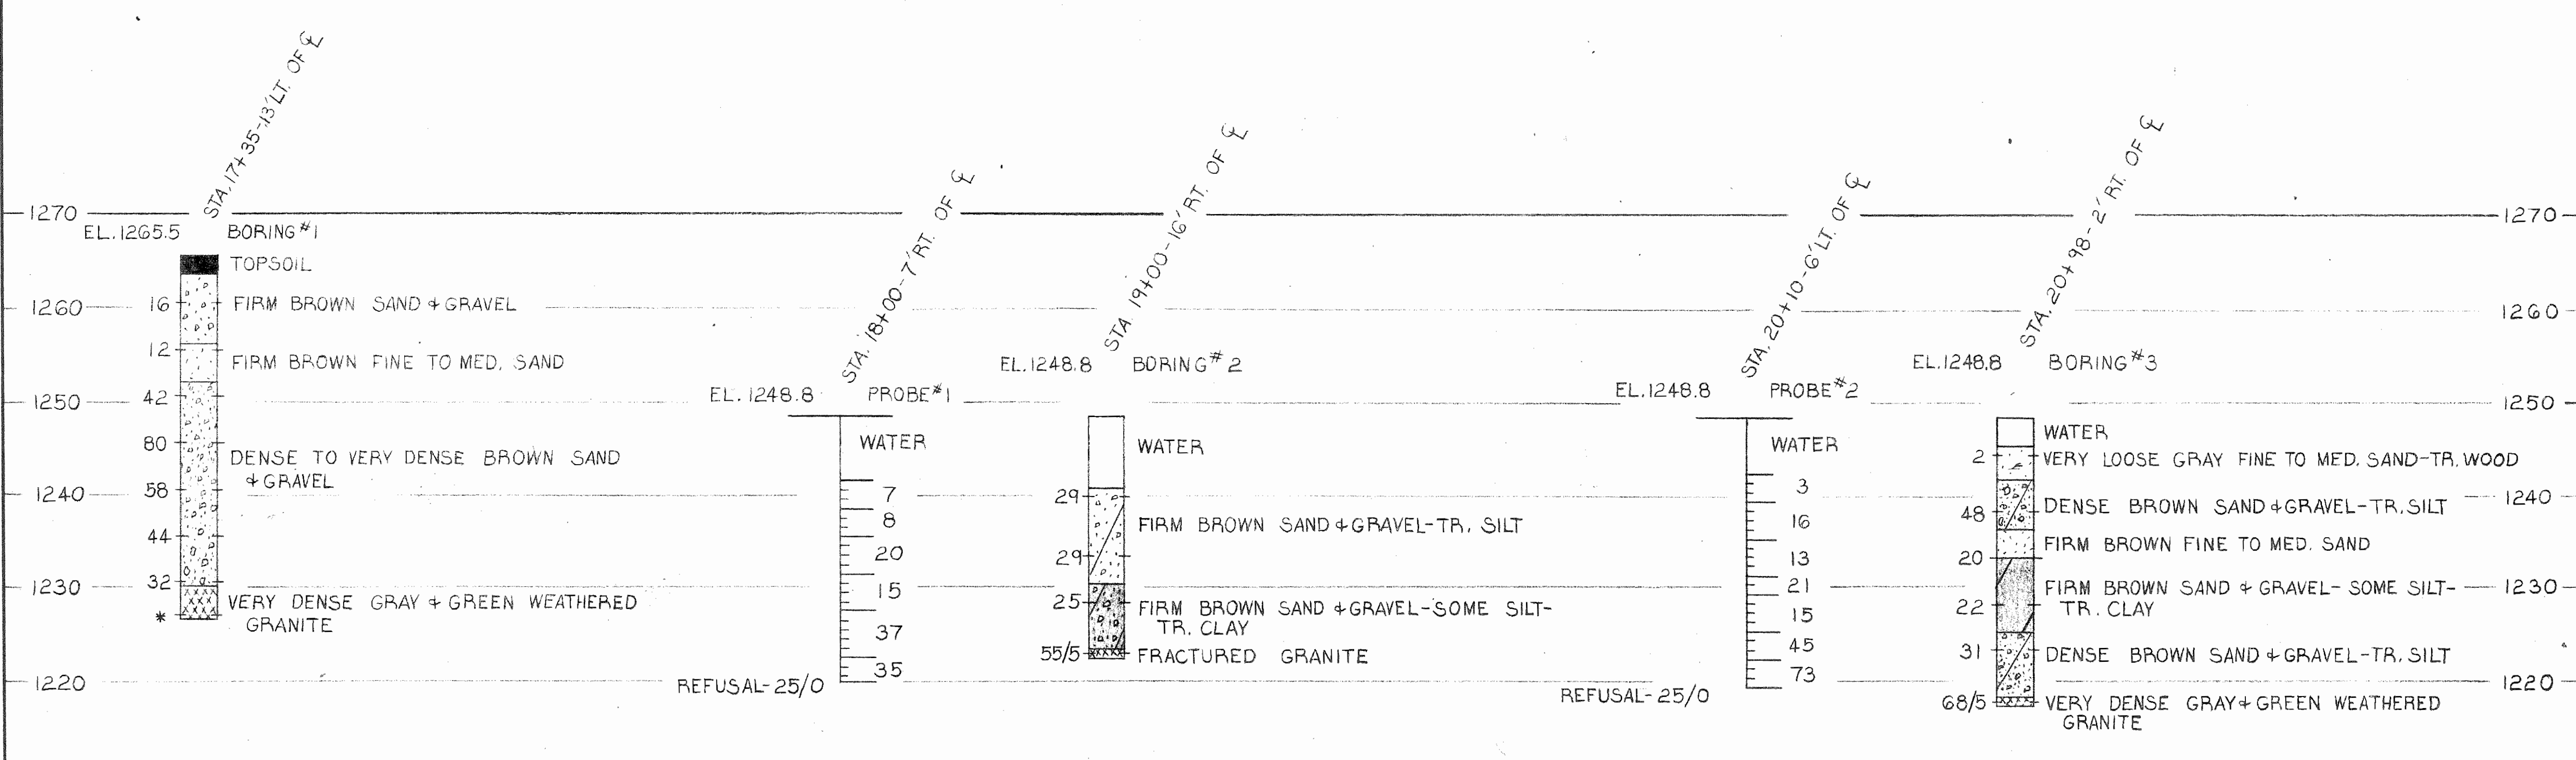 STA. 17+35-13'LT. OF ℄
STA. 18+00-7'RT. OF ℄
STA. 19+00-16'RT. OF ℄
STA. 20+10-6'LT. OF ℄
STA. 20+98-2'RT. OF ℄
1270
1260
1250
1240
1230
1220
EL. 1265.5 BORING #1
TOPSOIL
16 FIRM BROWN SAND & GRAVEL
12
FIRM BROWN FINE TO MED. SAND
42
80
DENSE TO VERY DENSE BROWN SAND
& GRAVEL
58
44
32
VERY DENSE GRAY & GREEN WEATHERED
* GRANITE
EL. 1248.8 PROBE #1
WATER
7
8
20
15
37
35
REFUSAL-25/0
EL. 1248.8 BORING #2
WATER
29
FIRM BROWN SAND & GRAVEL-TR. SILT
29
25 FIRM BROWN SAND & GRAVEL-SOME SILT-
TR. CLAY
55/5 FRACTURED GRANITE
EL. 1248.8 PROBE #2
WATER
3
16
13
21
15
45
73
REFUSAL-25/0
EL. 1248.8 BORING #3
WATER
2 VERY LOOSE GRAY FINE TO MED. SAND-TR. WOOD
DENSE BROWN SAND & GRAVEL-TR. SILT
48
FIRM BROWN FINE TO MED. SAND
20
FIRM BROWN SAND & GRAVEL-SOME SILT-
22 TR. CLAY
31 DENSE BROWN SAND & GRAVEL-TR. SILT
68/5 VERY DENSE GRAY & GREEN WEATHERED
GRANITE
1270
1260
1250
1240
1230
1220